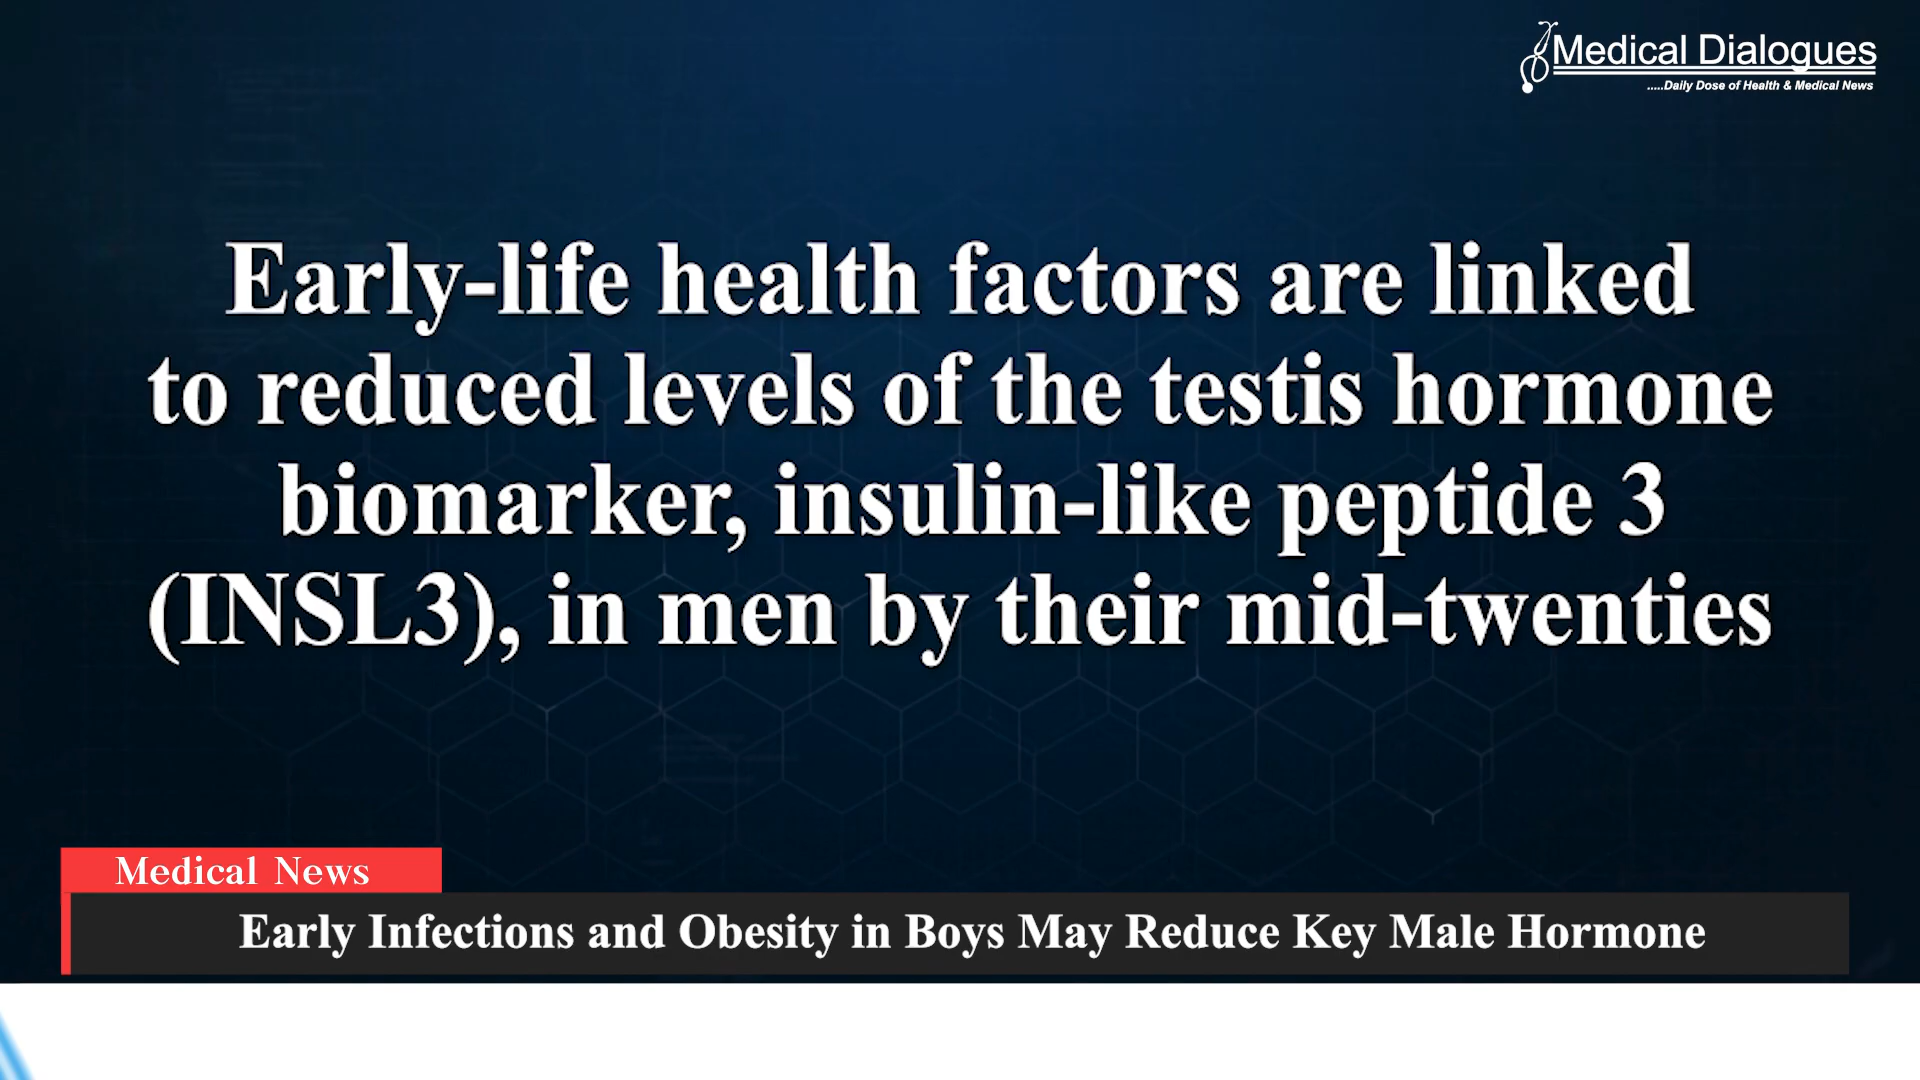 Medical Dialogues
.....Daily Dose of Health & Medical News
Early-life health factors are linked
to reduced levels of the testis hormone
biomarker, insulin-like peptide 3
(INSL3), in men by their mid-twenties
Medical News
Early Infections and Obesity in Boys May Reduce Key Male Hormone